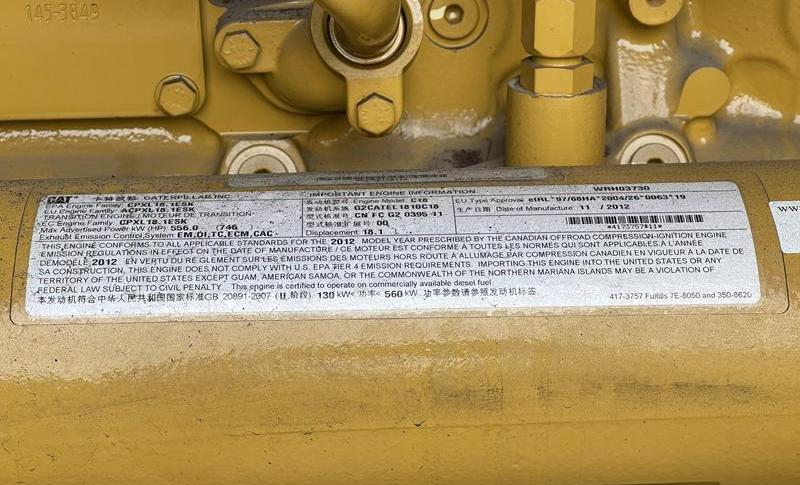 145-3849
CAT 卡特彼勒 CATERPILLAR INC. IMPORTANT ENGINE INFORMATION WRH03730
EPA Engine Family: CPXL18.1ESK 发动机型号: Engine Model: C18 EU Type Approval: e1RL*97/68HA*2004/26*0063*19
EU Engine Family: ACPXL18.1ESK 发动机系族 G2CATEL1810C18 生产日期 Date of Manufacture 11 / 2012
TRANSITION ENGINE / MOTEUR DE TRANSITION 型式核准号: CN FC G2 0395 11
EC Engine Family: CPXL18.1ESK 型式核准扩展号 00
Max Advertised Power kW (HP): 556.0 (746 Displacement 18.1
Exhaust Emission Control System EM,DI,TC,ECM,CAC
THIS ENGINE CONFORMS TO ALL APPLICABLE STANDARDS FOR THE 2012 MODEL YEAR PRESCRIBED BY THE CANADIAN OFFROAD COMPRESSION-IGNITION ENGINE
EMISSION REGULATIONS IN EFFECT ON THE DATE OF MANUFACTURE / CE MOTEUR EST CONFORME À TOUTES LES NORMES QUI SONT APPLICABLES À L'ANNÉE
DEMODÈLE 2012 EN VERTU DU REGLEMENT SUR LES ÉMISSIONS DES MOTEURS HORS ROUTE A ALLUMAGE PAR COMPRESSION CANADIEN EN VIGUEUR À LA DATE DE
SA CONSTRUCTION, THIS ENGINE DOES NOT COMPLY WITH U.S. EPA TIER 4 EMISSION REQUIREMENTS. IMPORTING THIS ENGINE INTO THE UNITED STATES OR ANY
TERRITORY OF THE UNITED STATES EXCEPT GUAM, AMERICAN SAMOA, OR THE COMMONWEALTH OF THE NORTHERN MARIANA ISLANDS MAY BE A VIOLATION OF
FEDERAL LAW SUBJECT TO CIVIL PENALTY. This engine is certified to operate on commercially available diesel fuel.
本发动机符合中华人民共和国国家标准GB 20891-2007 (II 阶段) 130 kW< 功率< 560 kW. 功率参数请参照发动机标签 417-3757 Fulfills 7E-8050 and 350-8620